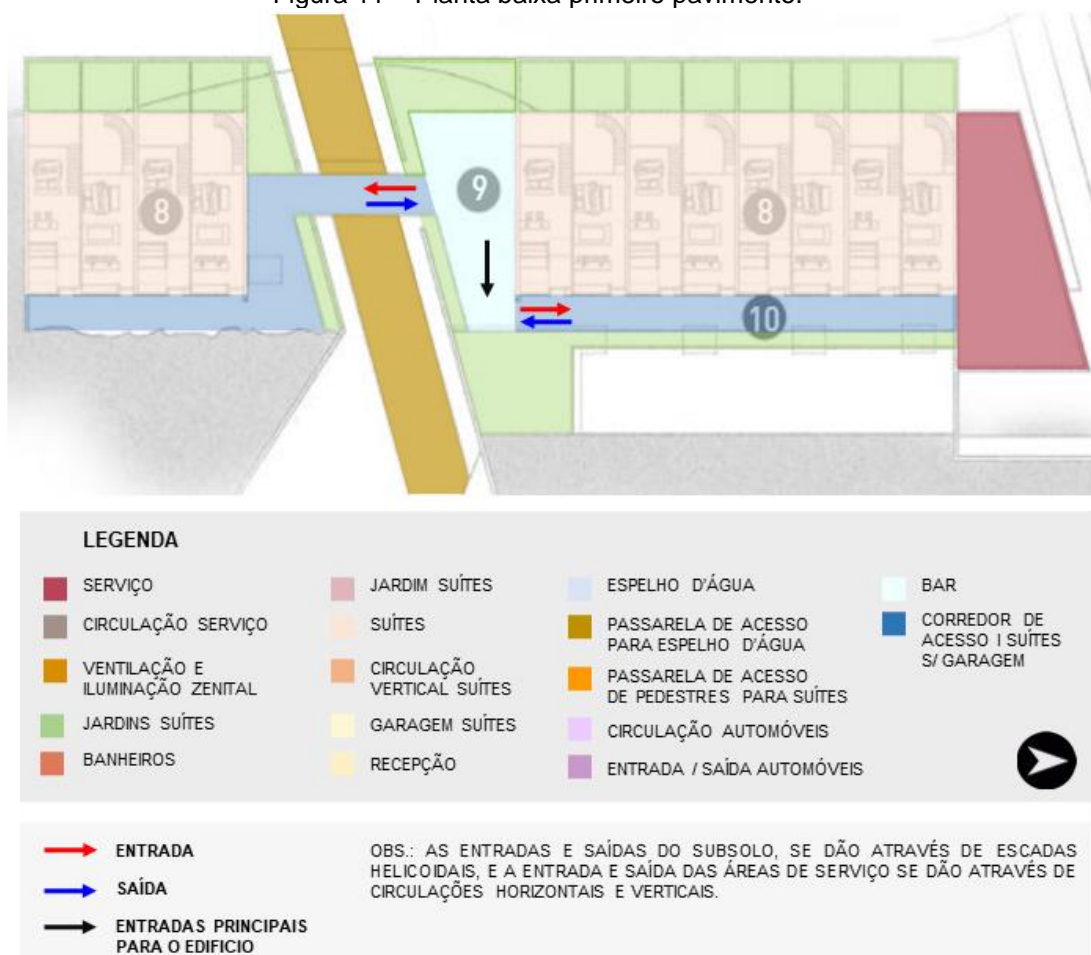 Figura 11 – Planta baixa primeiro pavimento.
8
9
8
10
LEGENDA
SERVIÇO
CIRCULAÇÃO SERVIÇO
VENTILAÇÃO E
ILUMINAÇÃO ZENITAL
JARDINS SUÍTES
BANHEIROS
JARDIM SUÍTES
SUÍTES
CIRCULAÇÃO
VERTICAL SUÍTES
GARAGEM SUÍTES
RECEPÇÃO
ESPELHO D'ÁGUA
PASSARELA DE ACESSO
PARA ESPELHO D'ÁGUA
PASSARELA DE ACESSO
DE PEDESTRES PARA SUÍTES
CIRCULAÇÃO AUTOMÓVEIS
ENTRADA / SAÍDA AUTOMÓVEIS
BAR
CORREDOR DE
ACESSO I SUÍTES
S/ GARAGEM
ENTRADA
SAÍDA
ENTRADAS PRINCIPAIS
PARA O EDIFICIO
OBS.: AS ENTRADAS E SAÍDAS DO SUBSOLO, SE DÃO ATRAVÉS DE ESCADAS
HELICOIDAIS, E A ENTRADA E SAÍDA DAS ÁREAS DE SERVIÇO SE DÃO ATRAVÉS DE
CIRCULAÇÕES HORIZONTAIS E VERTICAIS.